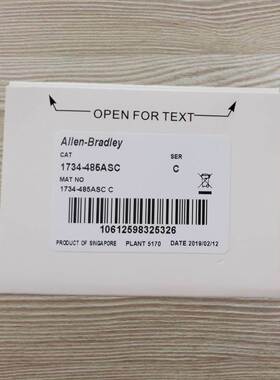 OPEN FOR TEXT
Allen-Bradley
CAT SER
1734-485ASC C
MAT NO
1734-485ASC C
10612598325326
PRODUCT OF SINGAPORE PLANT 5170 DATE 2019/02/12